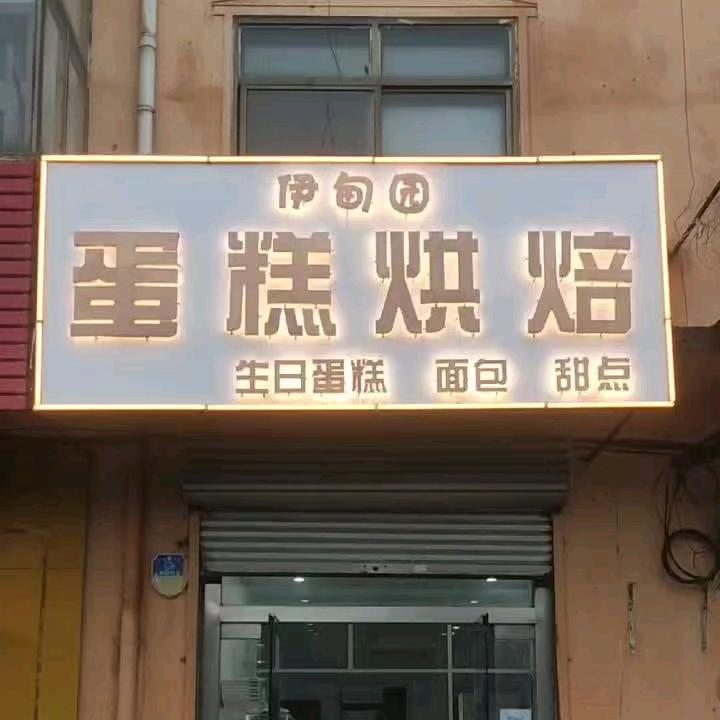 伊甸园
蛋糕烘焙
生日蛋糕 面包 甜点